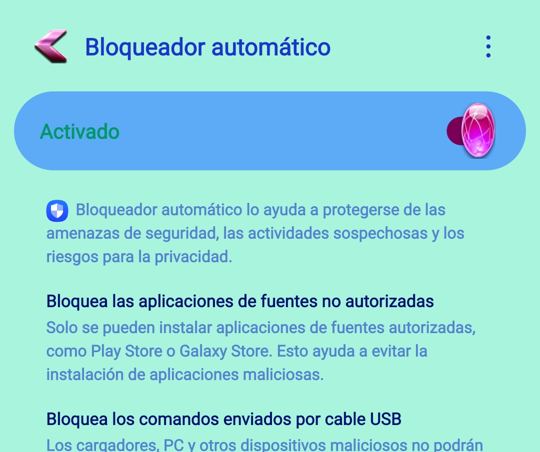 Bloqueador automático
Activado
Bloqueador automático lo ayuda a protegerse de las
amenazas de seguridad, las actividades sospechosas y los
riesgos para la privacidad.
Bloquea las aplicaciones de fuentes no autorizadas
Solo se pueden instalar aplicaciones de fuentes autorizadas,
como Play Store o Galaxy Store. Esto ayuda a evitar la
instalación de aplicaciones maliciosas.
Bloquea los comandos enviados por cable USB
Los cargadores, PC y otros dispositivos maliciosos no podrán